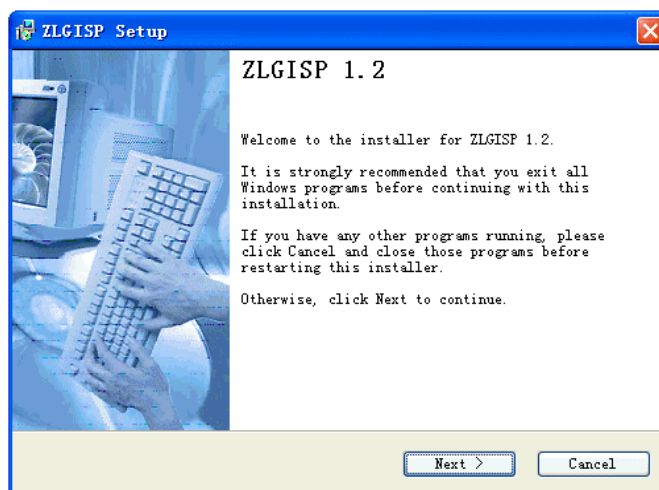 ZLGISP Setup
ZLGISP 1.2
Welcome to the installer for ZLGISP 1.2.
It is strongly recommended that you exit all
Windows programs before continuing with this
installation.
If you have any other programs running, please
click Cancel and close those programs before
restarting this installer.
Otherwise, click Next to continue.
Next >
Cancel